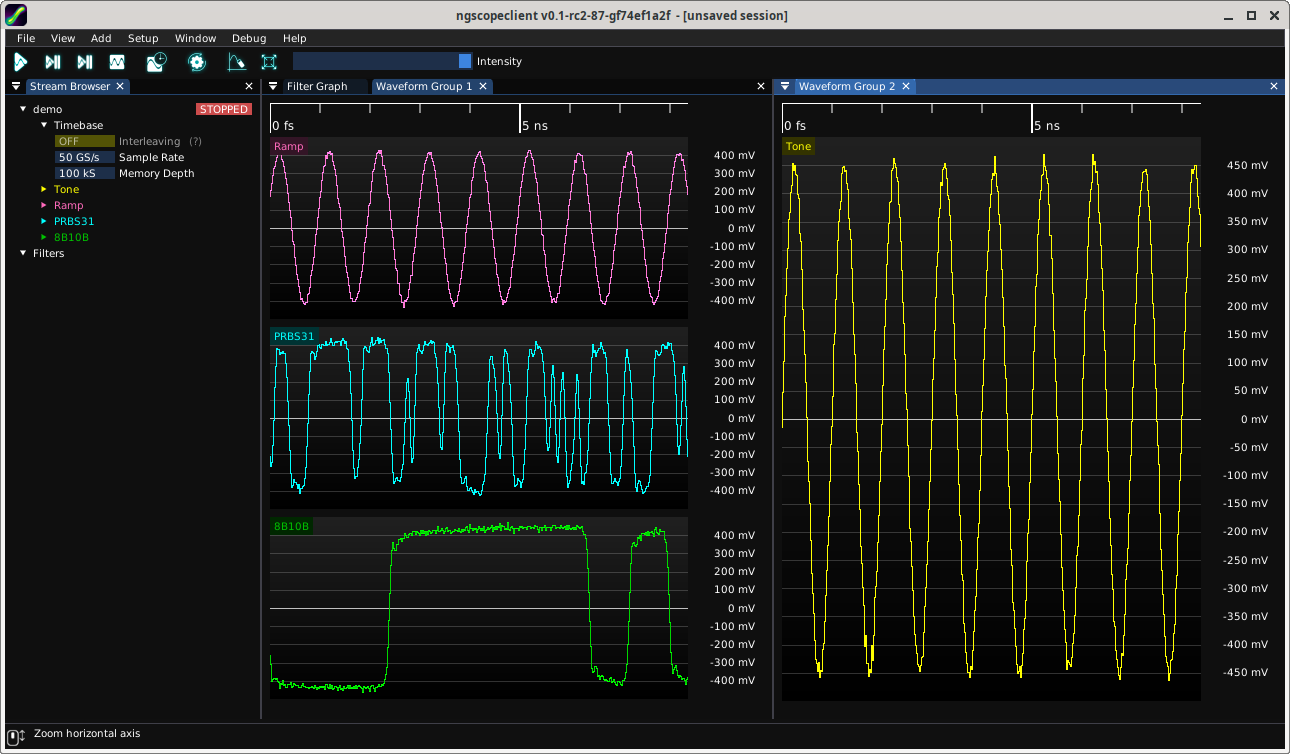 ngscopeclient v0.1-rc2-87-gf74ef1a2f - [unsaved session]
File View Add Setup Window Debug Help
Intensity
Stream Browser
demo STOPPED
Timebase
OFF Interleaving (?)
50 GS/s Sample Rate
100 kS Memory Depth
Tone
Ramp
PRBS31
8B10B
Filters
Filter Graph Waveform Group 1
0 fs 5 ns
Ramp
400 mV
300 mV
200 mV
100 mV
0 mV
-100 mV
-200 mV
-300 mV
-400 mV
PRBS31
400 mV
300 mV
200 mV
100 mV
0 mV
-100 mV
-200 mV
-300 mV
-400 mV
8B10B
400 mV
300 mV
200 mV
100 mV
0 mV
-100 mV
-200 mV
-300 mV
-400 mV
Waveform Group 2
0 fs 5 ns
Tone
450 mV
400 mV
350 mV
300 mV
250 mV
200 mV
150 mV
100 mV
50 mV
0 mV
-50 mV
-100 mV
-150 mV
-200 mV
-250 mV
-300 mV
-350 mV
-400 mV
-450 mV
Zoom horizontal axis